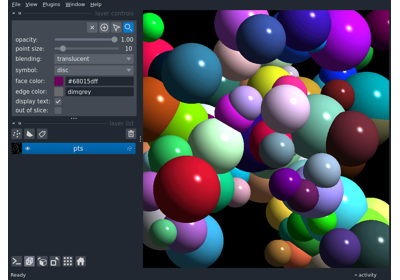 File View Plugins Window Help
layer controls
opacity: 1.00
point size: 10
blending: translucent
symbol: disc
face color: #68015dff
edge color: dimgrey
display text:
out of slice:
layer list
pts
Ready
activity